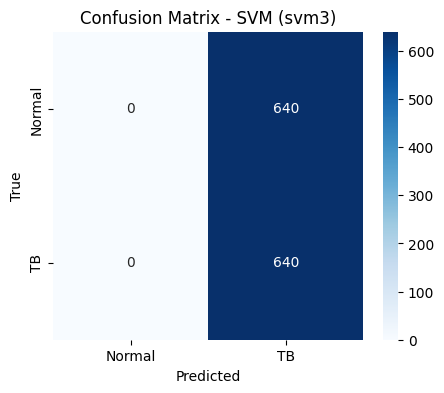 Confusion Matrix - SVM (svm3)
Normal
0
640
True
TB
0
640
Normal
TB
Predicted
600
500
400
300
200
100
0